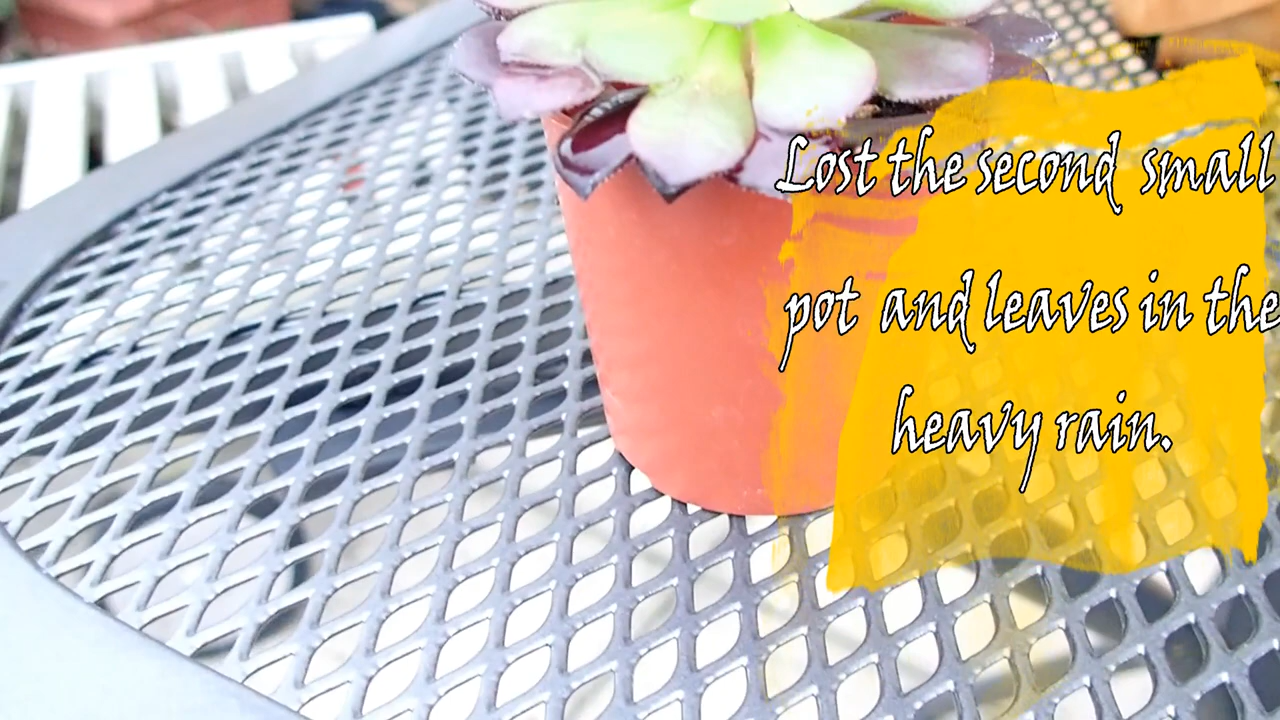 Lost the second small
pot and leaves in the
heavy rain.